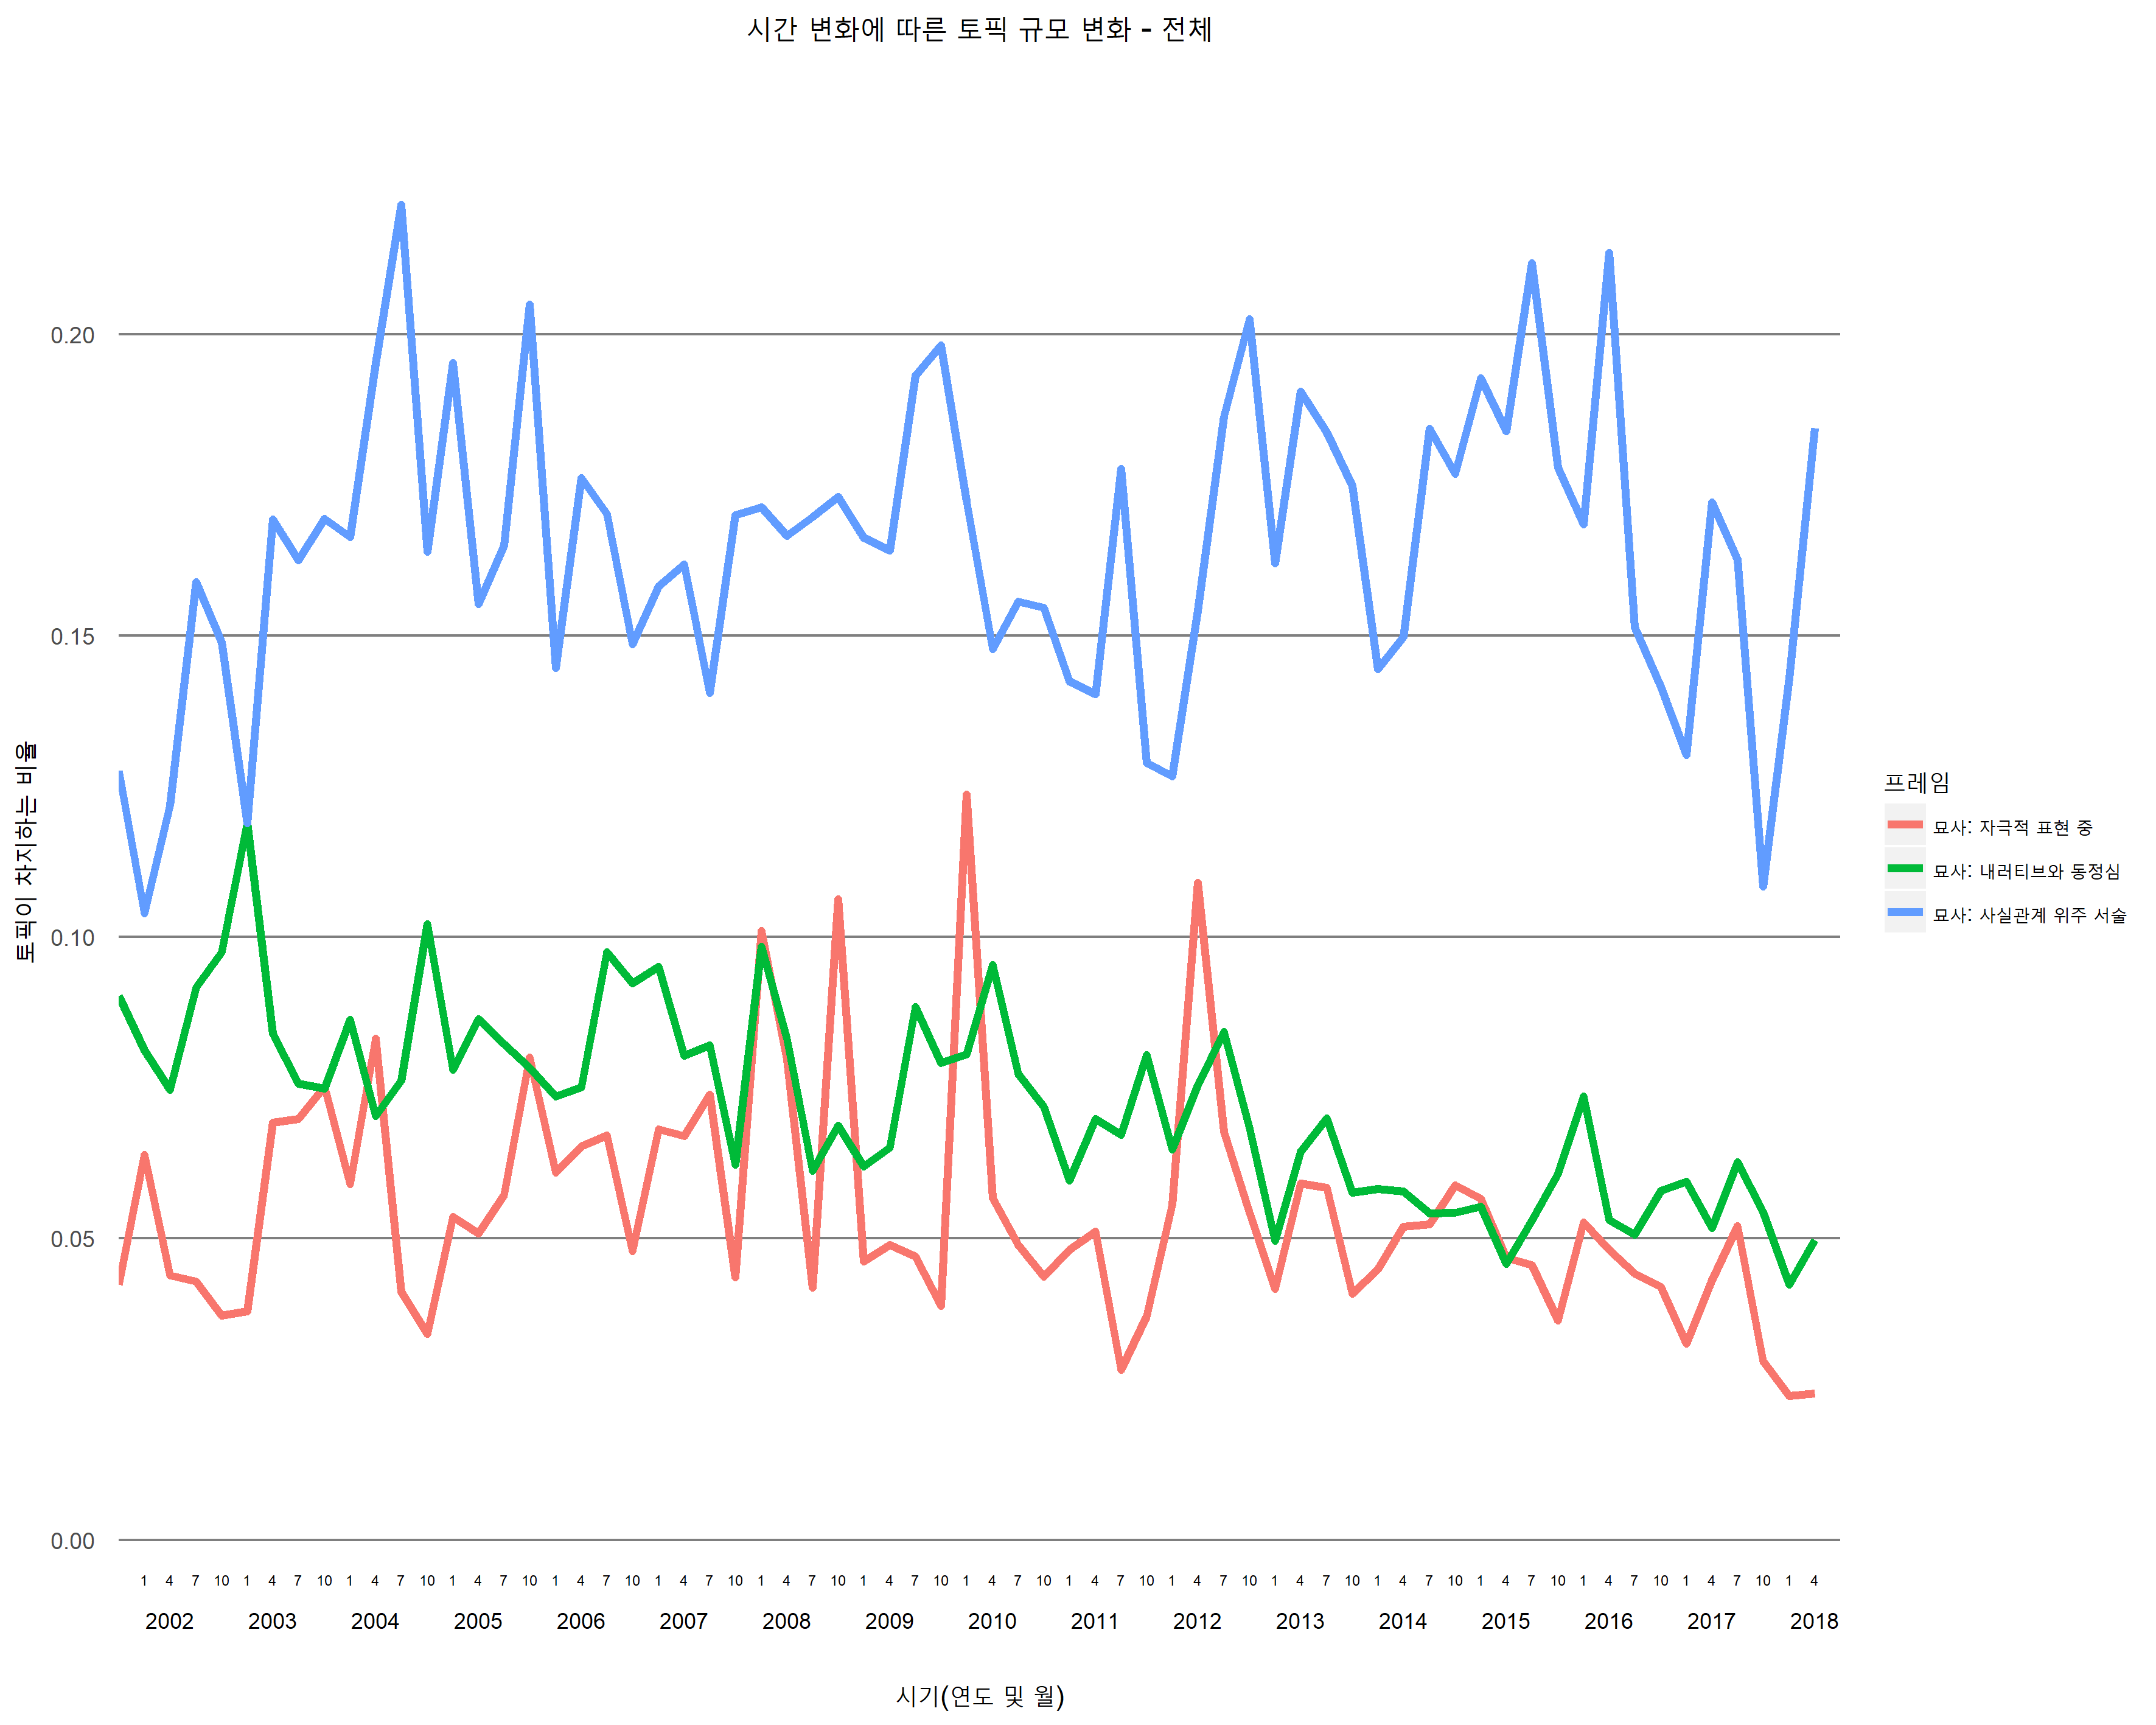 시간 변화에 따른 토픽 규모 변화 - 전체
토픽이 차지하는 비율
0.20
0.15
0.10
0.05
0.00
1 4 7 10 1 4 7 10 1 4 7 10 1 4 7 10 1 4 7 10 1 4 7 10 1 4 7 10 1 4 7 10 1 4 7 10 1 4 7 10 1 4 7 10 1 4 7 10 1 4 7 10 1 4 7 10 1 4 7 10 1 4 7 10 1 4
2002 2003 2004 2005 2006 2007 2008 2009 2010 2011 2012 2013 2014 2015 2016 2017 2018
시기(연도 및 월)
프레임
묘사: 자극적 표현 중
묘사: 내러티브와 동정심
묘사: 사실관계 위주 서술